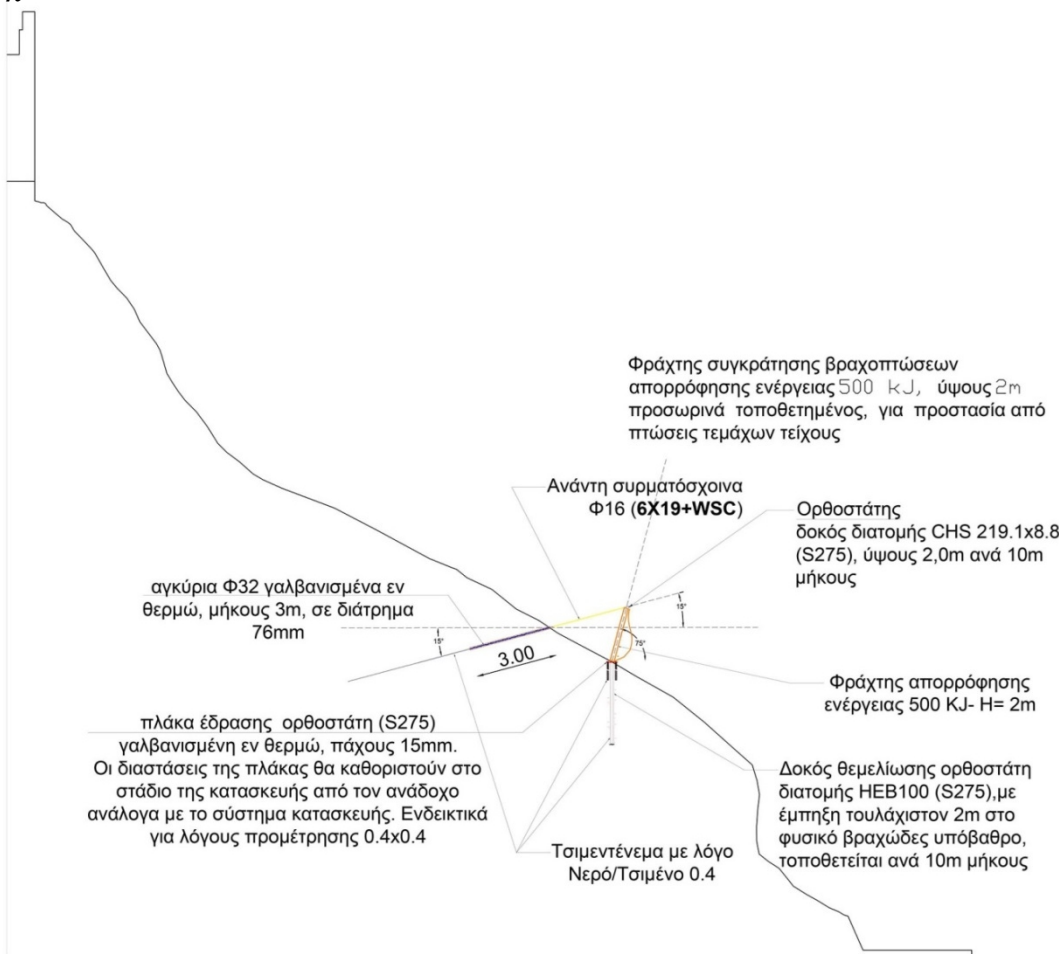 Φράχτης συγκράτησης βραχοπτώσεων
απορρόφησης ενέργειας 500 kJ, ύψους 2m
προσωρινά τοποθετημένος, για προστασία από
πτώσεις τεμάχων τείχους
Ανάντη συρματόσχοινα
Φ16 (6X19+WSC)
Ορθοστάτης
δοκός διατομής CHS 219.1x8.8
(S275), ύψους 2,0m ανά 10m
μήκους
αγκύρια Φ32 γαλβανισμένα εν
θερμώ, μήκους 3m, σε διάτρημα
76mm
15°
15°
75°
3.00
Φράχτης απορρόφησης
ενέργειας 500 KJ- H= 2m
πλάκα έδρασης ορθοστάτη (S275)
γαλβανισμένη εν θερμώ, πάχους 15mm.
Οι διαστάσεις της πλάκας θα καθοριστούν στο
στάδιο της κατασκευής από τον ανάδοχο
ανάλογα με το σύστημα κατασκευής. Ενδεικτικά
για λόγους προμέτρησης 0.4x0.4
Δοκός θεμελίωσης ορθοστάτη
διατομής HEB100 (S275),με
έμπηξη τουλάχιστον 2m στο
φυσικό βραχώδες υπόβαθρο,
τοποθετείται ανά 10m μήκους
Τσιμεντένεμα με λόγο
Νερό/Τσιμένο 0.4